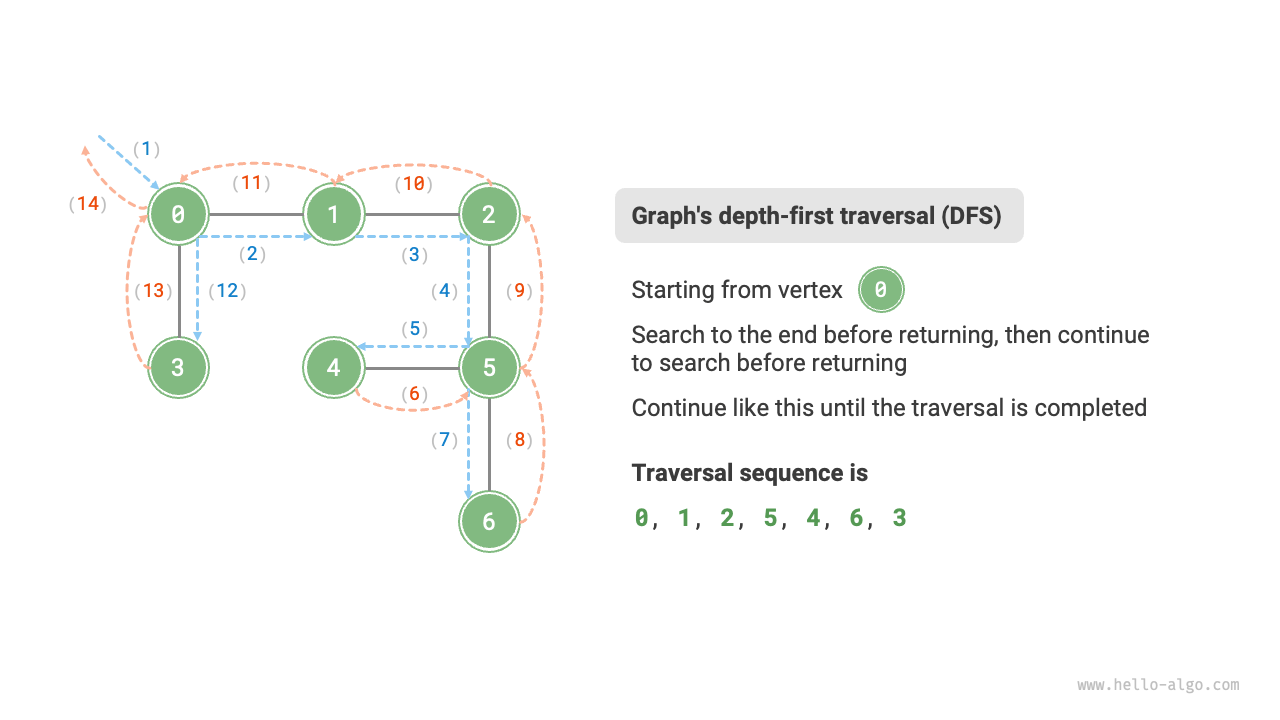 (1)
(11)
(10)
(14)
0
1
2
(2)
(3)
(13)
(12)
(4)
(9)
(5)
3
4
5
(6)
(7)
(8)
6
Graph's depth-first traversal (DFS)
Starting from vertex 0
Search to the end before returning, then continue
to search before returning
Continue like this until the traversal is completed
Traversal sequence is
0, 1, 2, 5, 4, 6, 3
www.hello-algo.com